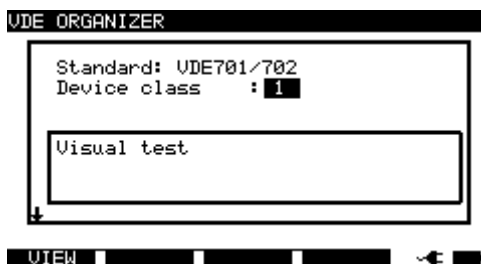 VDE ORGANIZER
Standard: VDE701/702
Device class : 1
Visual test
VIEW